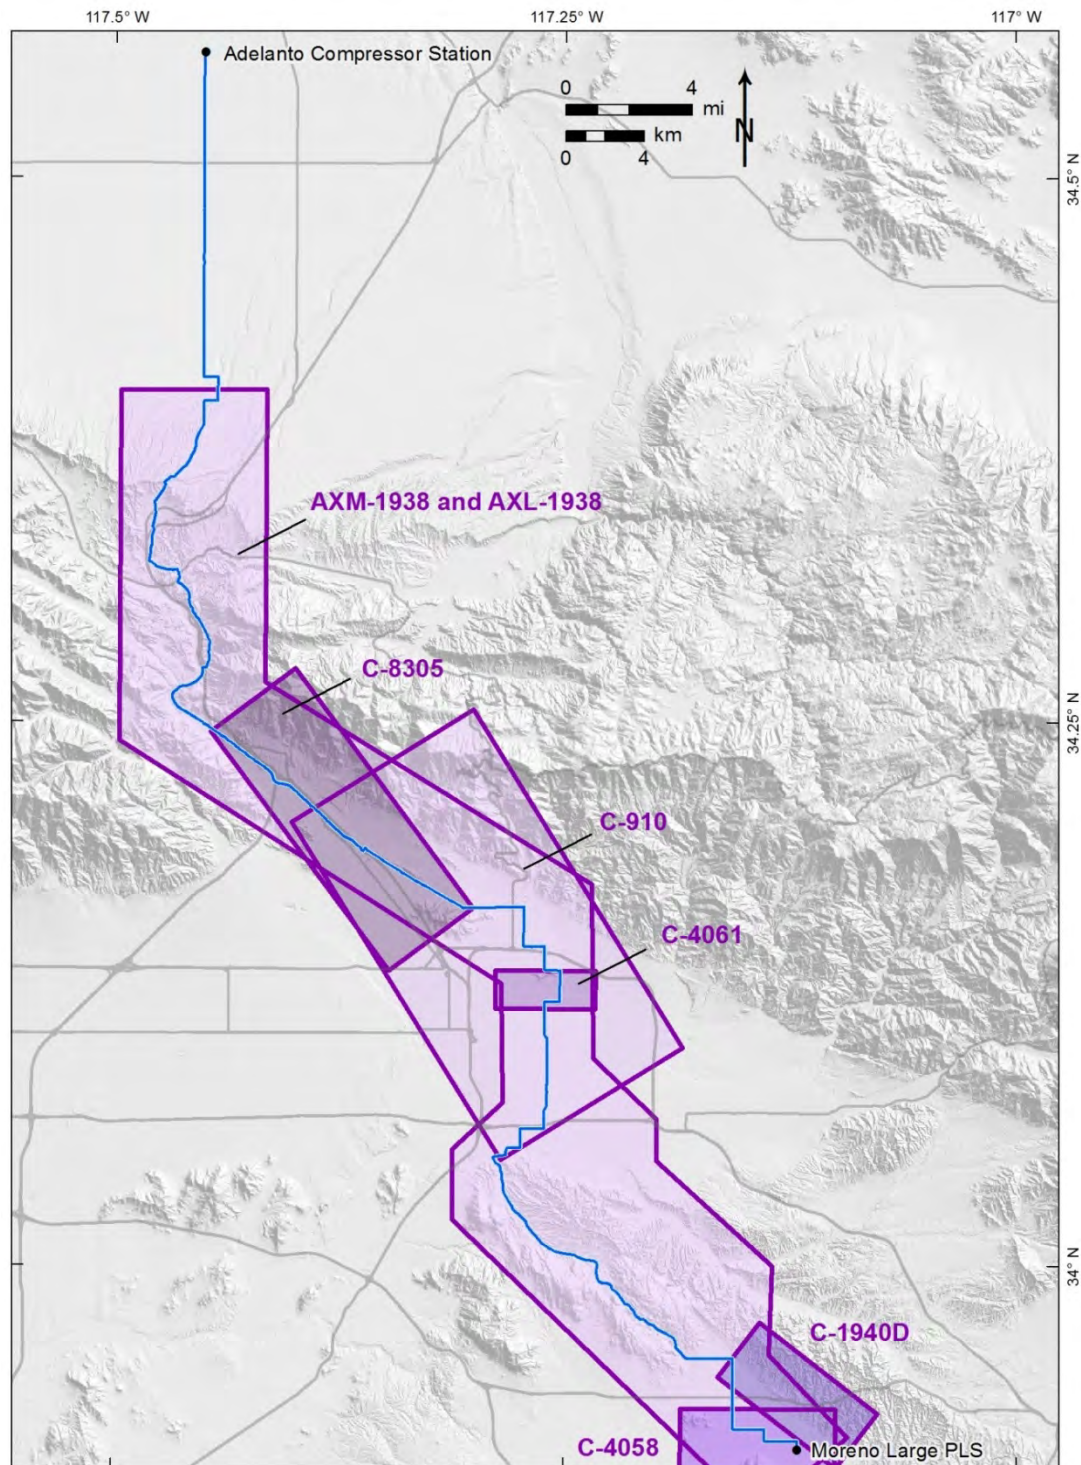 117.5° W
117.25° W
117° W
Adelanto Compressor Station
0 4
mi
km
0 4
N
34.5° N
AXM-1938 and AXL-1938
C-8305
34.25° N
C-910
C-4061
34° N
C-1940D
C-4058
Moreno Large PLS